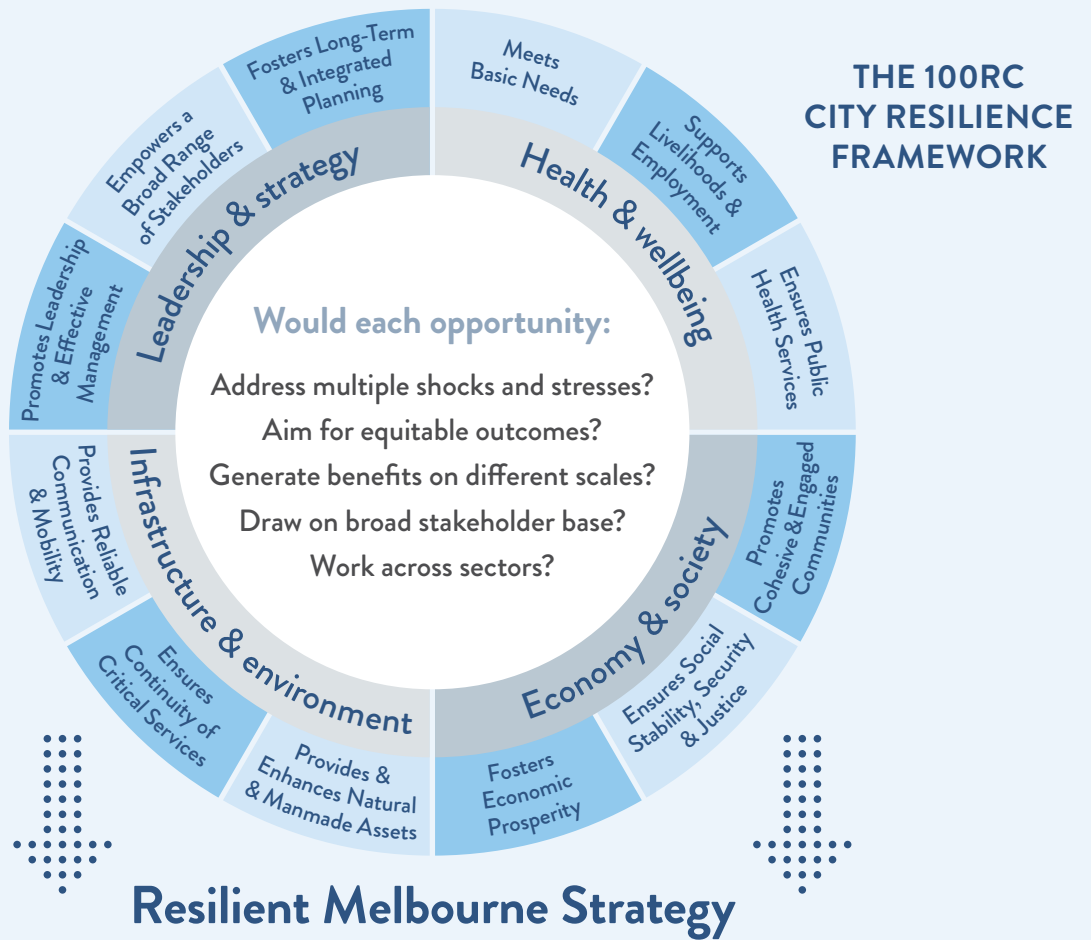 THE 100RC
CITY RESILIENCE
FRAMEWORK
Health & wellbeing
Meets
Basic Needs
Supports
Livelihoods &
Employment
Ensures Public
Health Services
Economy & society
Promotes
Cohesive & Engaged
Communities
Ensures Social
Stability, Security
& Justice
Fosters
Economic
Prosperity
Infrastructure & environment
Provides &
Enhances Natural
& Manmade Assets
Ensures
Continuity of
Critical Services
Provides Reliable
Communication
& Mobility
Leadership & strategy
Promotes Leadership
& Effective
Management
Empowers a
Broad Range
of Stakeholders
Fosters Long-Term
& Integrated
Planning
Would each opportunity:
Address multiple shocks and stresses?
Aim for equitable outcomes?
Generate benefits on different scales?
Draw on broad stakeholder base?
Work across sectors?
Resilient Melbourne Strategy